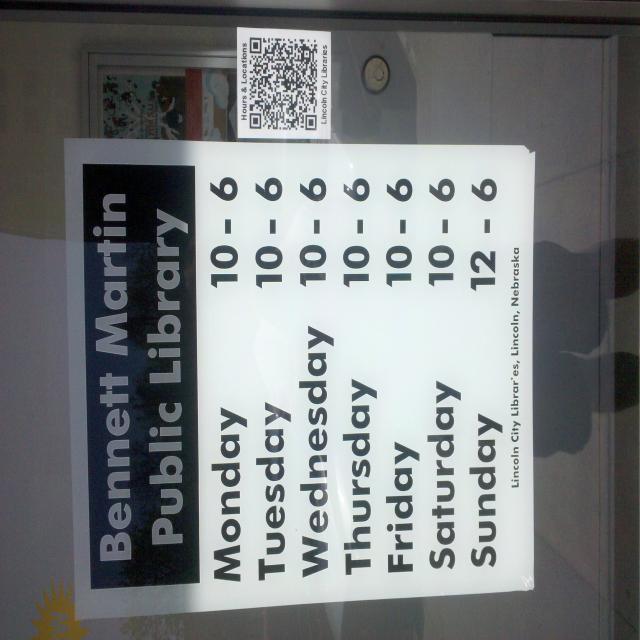 Hours & Locations
Lincoln City Libraries
Bennett Martin
Public Library
Monday 10 - 6
Tuesday 10 - 6
Wednesday 10 - 6
Thursday 10 - 6
Friday 10 - 6
Saturday 10 - 6
Sunday 12 - 6
Lincoln City Librar'es, Lincoln, Nebraska